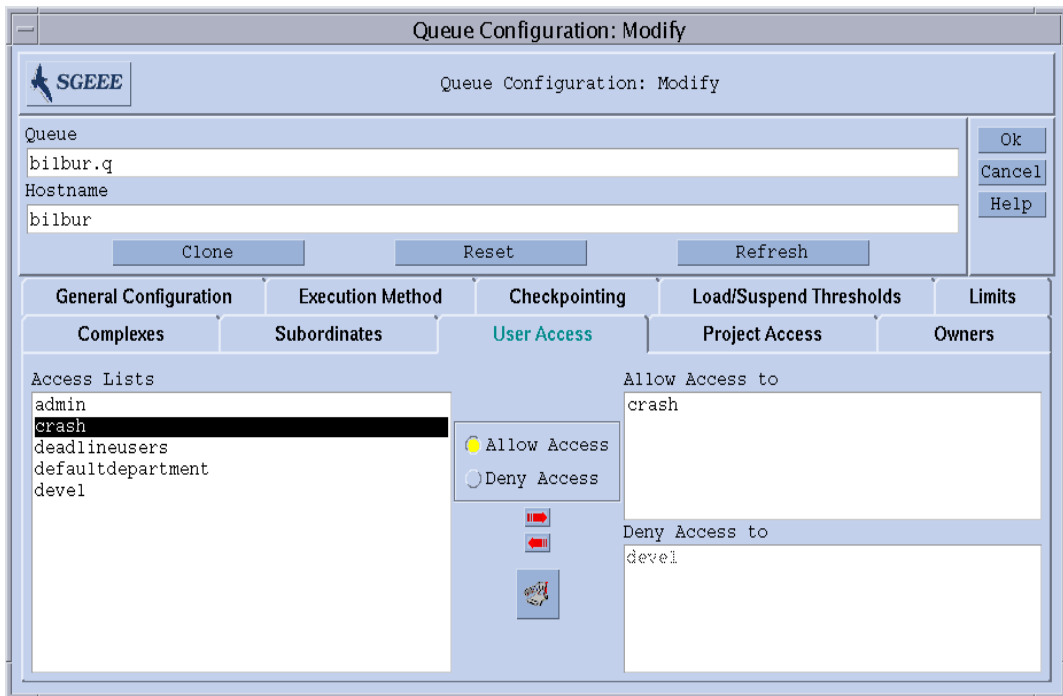 Queue Configuration: Modify
SGEEE
Queue Configuration: Modify
Queue
bilbur.q
Hostname
bilbur
Ok
Cancel
Help
Clone Reset Refresh
General Configuration Execution Method Checkpointing Load/Suspend Thresholds Limits
Complexes Subordinates User Access Project Access Owners
Access Lists
admin
crash
deadlineusers
defaultdepartment
devel
Allow Access
Deny Access
Allow Access to
crash
Deny Access to
devel